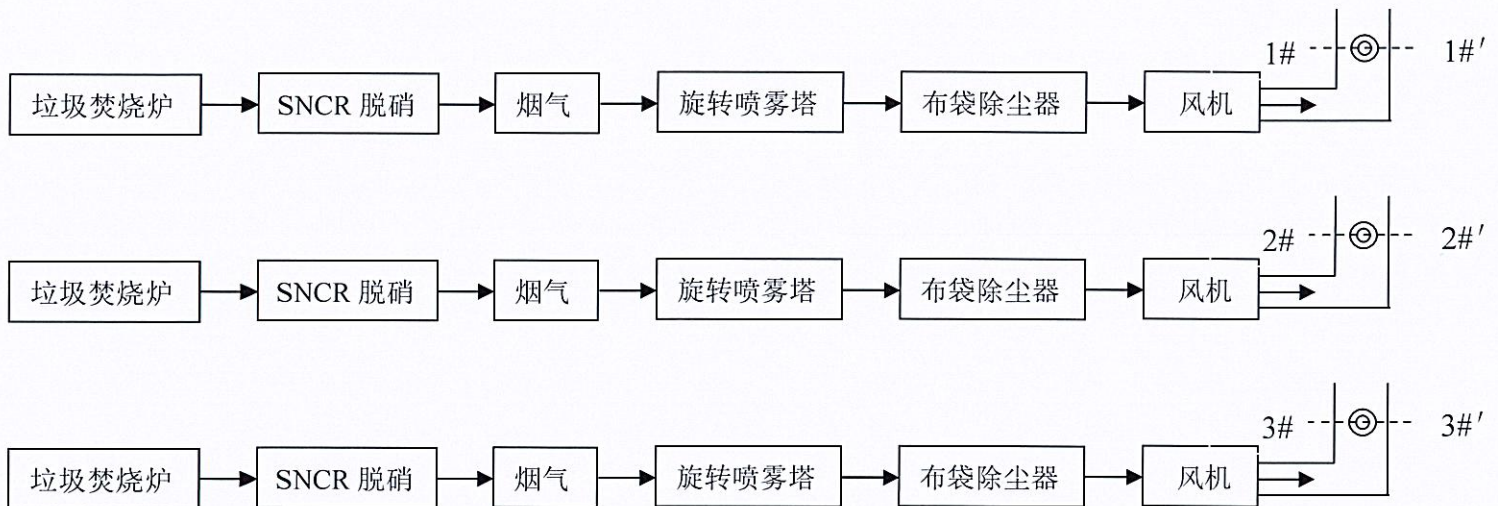 1# 1#′
垃圾焚烧炉 SNCR 脱硝 烟气 旋转喷雾塔 布袋除尘器 风机
2# 2#′
垃圾焚烧炉 SNCR 脱硝 烟气 旋转喷雾塔 布袋除尘器 风机
3# 3#′
垃圾焚烧炉 SNCR 脱硝 烟气 旋转喷雾塔 布袋除尘器 风机